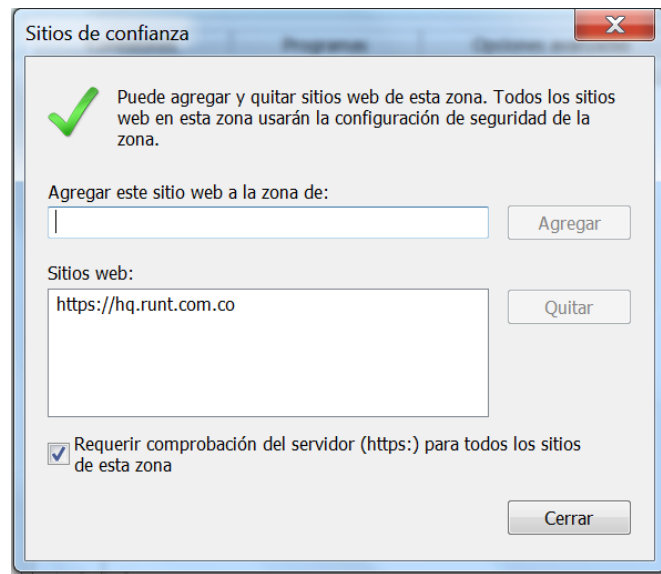 Sitios de confianza
Programas
Puede agregar y quitar sitios web de esta zona. Todos los sitios
web en esta zona usarán la configuración de seguridad de la
zona.
Agregar este sitio web a la zona de:
Agregar
Sitios web:
https://hq.runt.com.co
Quitar
Requerir comprobación del servidor (https:) para todos los sitios
de esta zona
Cerrar